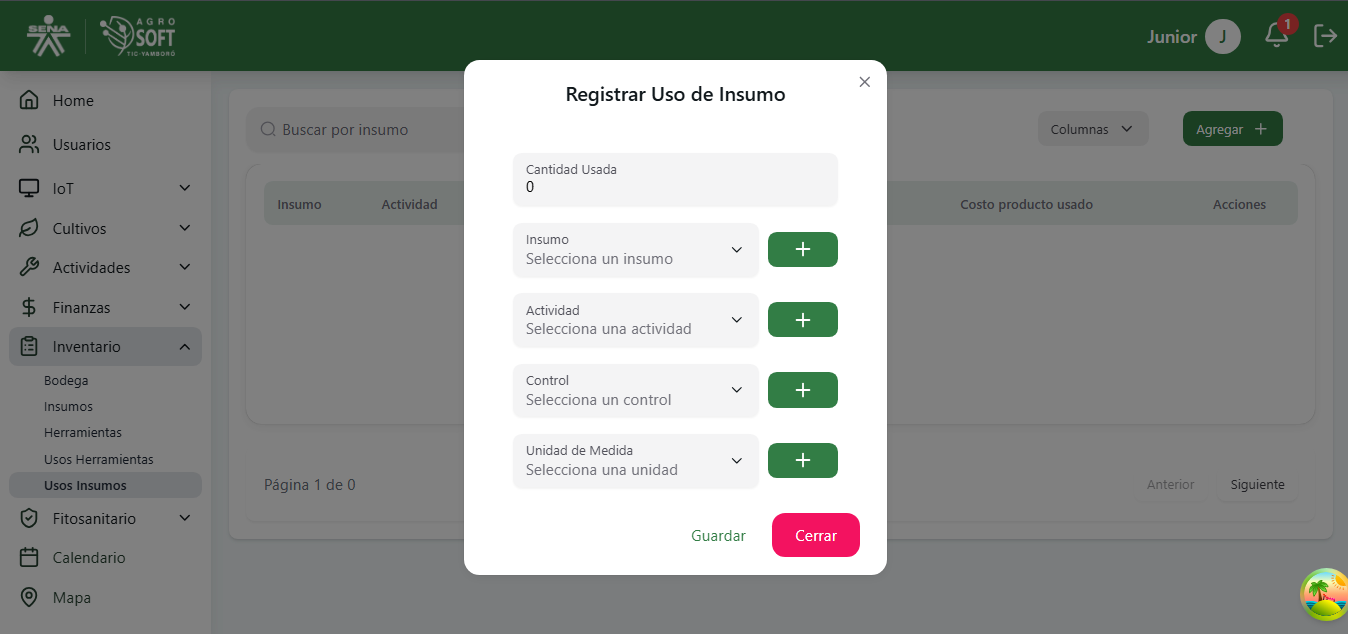 SENA
AGRO
SOFT
TIC-YAMBORÓ
Junior
J
1
Home
Usuarios
IoT
Cultivos
Actividades
Finanzas
Inventario
Bodega
Insumos
Herramientas
Usos Herramientas
Usos Insumos
Fitosanitario
Calendario
Mapa
Buscar por insumo
Columnas
Agregar
Insumo
Actividad
Costo producto usado
Acciones
Página 1 de 0
Anterior
Siguiente
Registrar Uso de Insumo
Cantidad Usada
0
Insumo
Selecciona un insumo
Actividad
Selecciona una actividad
Control
Selecciona un control
Unidad de Medida
Selecciona una unidad
Guardar
Cerrar